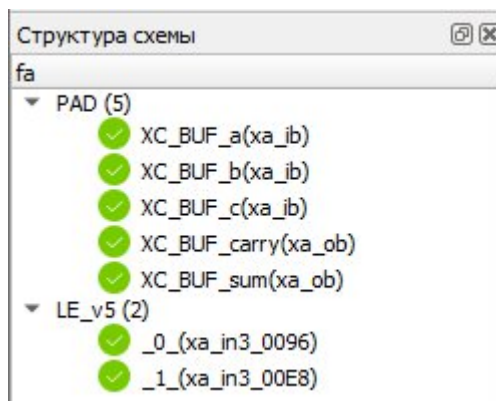 Структура схемы
fa
PAD (5)
XC_BUF_a(xa_ib)
XC_BUF_b(xa_ib)
XC_BUF_c(xa_ib)
XC_BUF_carry(xa_ob)
XC_BUF_sum(xa_ob)
LE_v5 (2)
_0_(xa_in3_0096)
_1_(xa_in3_00E8)